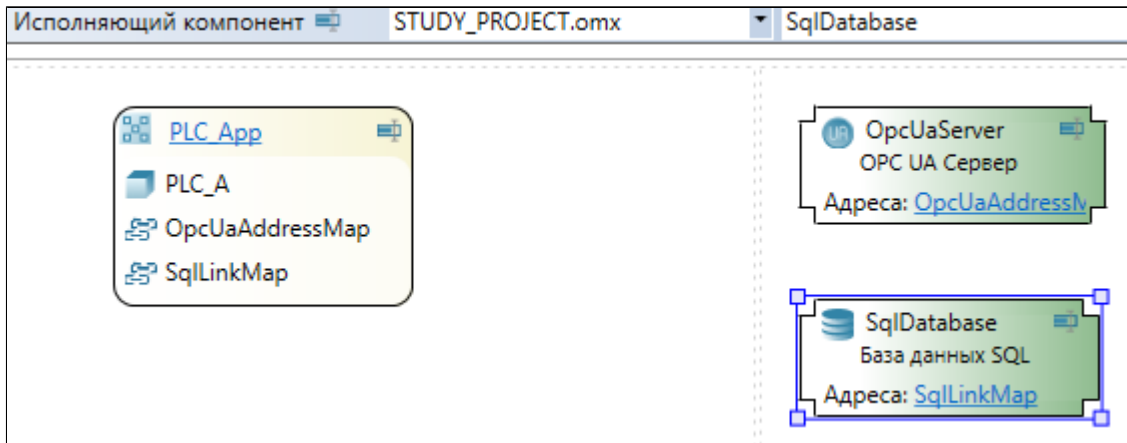 Исполняющий компонент STUDY_PROJECT.omx SqlDatabase
PLC_App
PLC_A
OpcUaAddressMap
SqlLinkMap
UA OpcUaServer
OPC UA Сервер
Адреса: OpcUaAddressM
SqlDatabase
База данных SQL
Адреса: SqlLinkMap